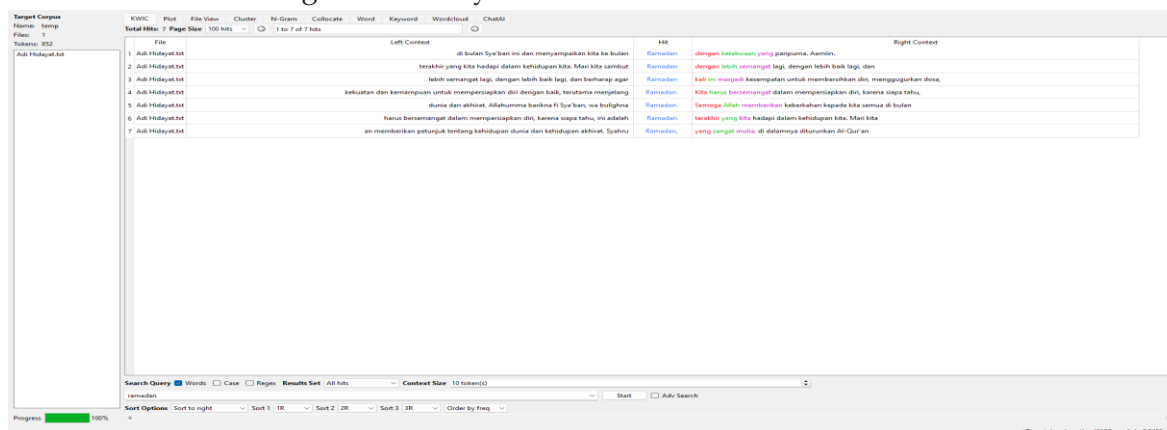 Target Corpus
Name: temp
Files: 1
Tokens: 852
Adi Hidayat.txt
Progress 100%
KWIC Plot File View Cluster N-Gram Collocate Word Keyword Wordcloud ChatAI
Total Hits: 7 Page Size 100 hits 1 to 7 of 7 hits
File Left Context Hit Right Context
1 Adi Hidayat.txt di bulan Sya'ban ini dan menyampaikan kita ke bulan Ramadan dengan ketakwaan yang paripurna. Aamiin.
2 Adi Hidayat.txt terakhir yang kita hadapi dalam kehidupan kita. Mari kita sambut Ramadan dengan lebih semangat lagi, dengan lebih baik lagi, dan
3 Adi Hidayat.txt lebih semangat lagi, dengan lebih baik lagi, dan berharap agar Ramadan kali ini menjadi kesempatan untuk membersihkan diri, menggugurkan dosa,
4 Adi Hidayat.txt kekuatan dan kemampuan untuk mempersiapkan diri dengan baik, terutama menjelang Ramadan. Kita harus bersemangat dalam mempersiapkan diri, karena siapa tahu,
5 Adi Hidayat.txt dunia dan akhirat. Allahumma barikna fi Sya'ban, wa bulighna Ramadan. Semoga Allah memberikan keberkahan kepada kita semua di bulan
6 Adi Hidayat.txt harus bersemangat dalam mempersiapkan diri, karena siapa tahu, ini adalah Ramadan terakhir yang kita hadapi dalam kehidupan kita. Mari kita
7 Adi Hidayat.txt an memberikan petunjuk tentang kehidupan dunia dan kehidupan akhirat. Syahru Ramadan, yang sangat mulia, di dalamnya diturunkan Al-Qur'an
Search Query Words Case Regex Results Set All hits Context Size 10 token(s)
ramadan Start Adv Search
Sort Options Sort to right Sort 1 1R Sort 2 2R Sort 3 3R Order by freq